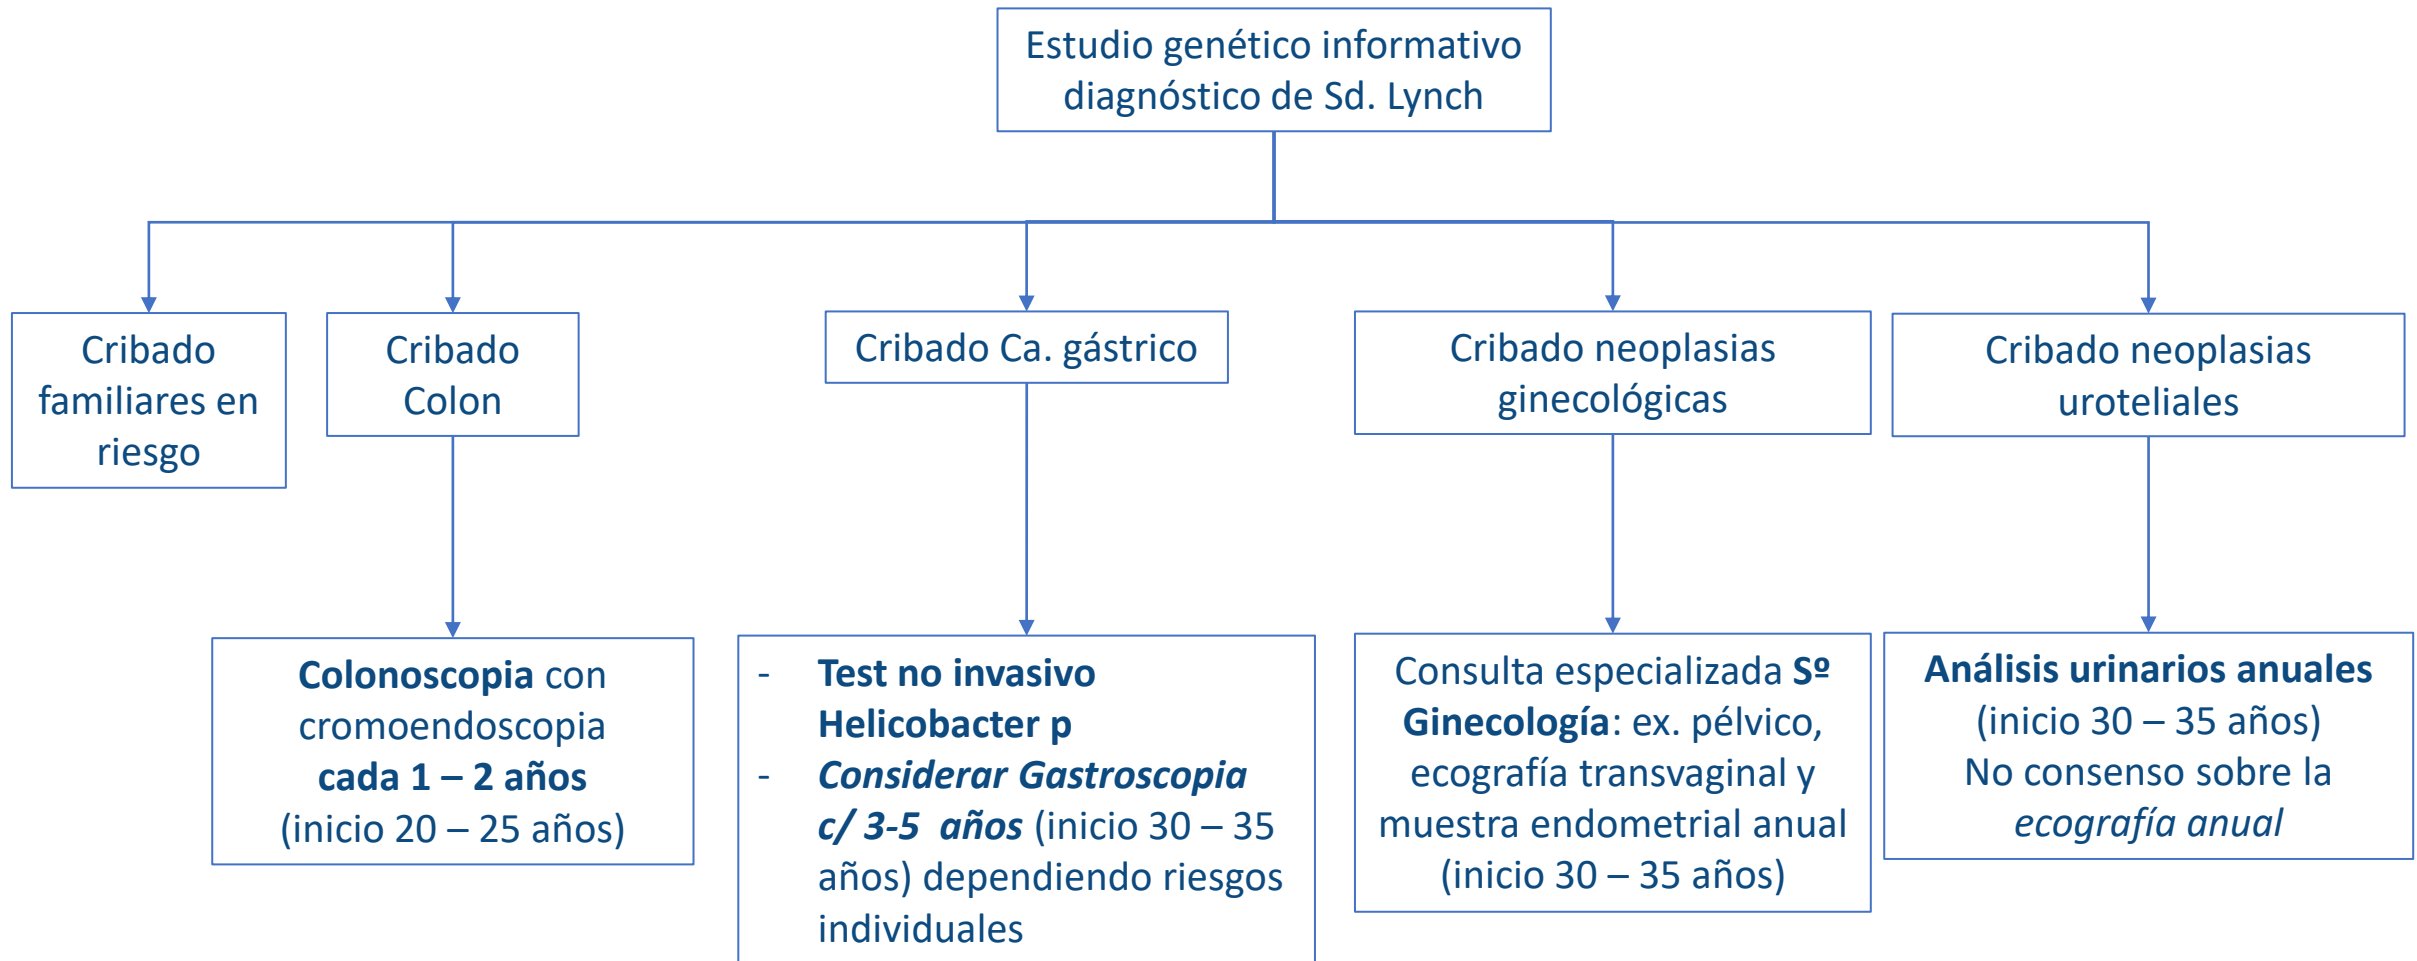 Estudio genético informativo
diagnóstico de Sd. Lynch
Cribado
familiares en
riesgo
Cribado
Colon
Cribado Ca. gástrico
Cribado neoplasias
ginecológicas
Cribado neoplasias
uroteliales
Colonoscopia con
cromoendoscopia
cada 1 – 2 años
(inicio 20 – 25 años)
- Test no invasivo
Helicobacter p
- Considerar Gastroscopia
c/ 3-5 años (inicio 30 – 35
años) dependiendo riesgos
individuales
Consulta especializada Sº
Ginecología: ex. pélvico,
ecografía transvaginal y
muestra endometrial anual
(inicio 30 – 35 años)
Análisis urinarios anuales
(inicio 30 – 35 años)
No consenso sobre la
ecografía anual